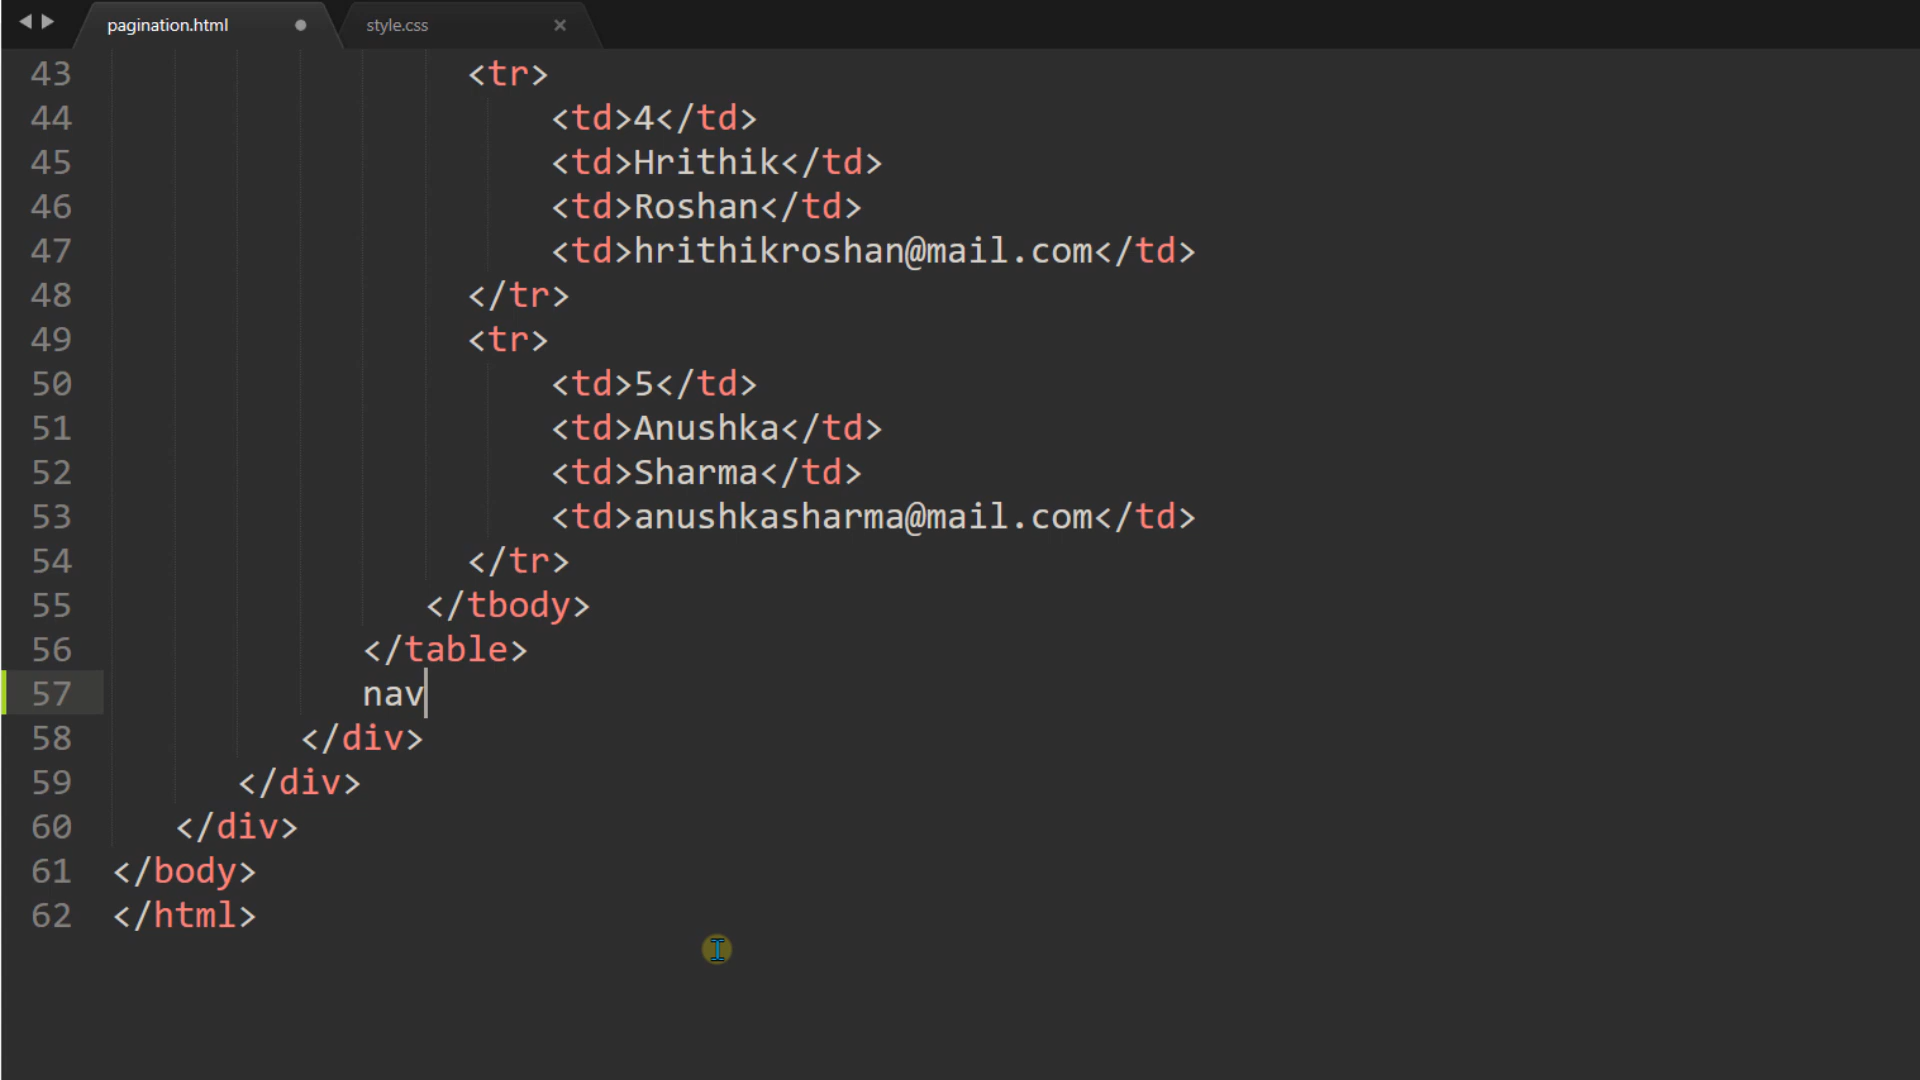 pagination.html style.css
43 <tr>
44 <td>4</td>
45 <td>Hrithik</td>
46 <td>Roshan</td>
47 <td>hrithikroshan@mail.com</td>
48 </tr>
49 <tr>
50 <td>5</td>
51 <td>Anushka</td>
52 <td>Sharma</td>
53 <td>anushkasharma@mail.com</td>
54 </tr>
55 </tbody>
56 </table>
57 nav
58 </div>
59 </div>
60 </div>
61 </body>
62 </html>